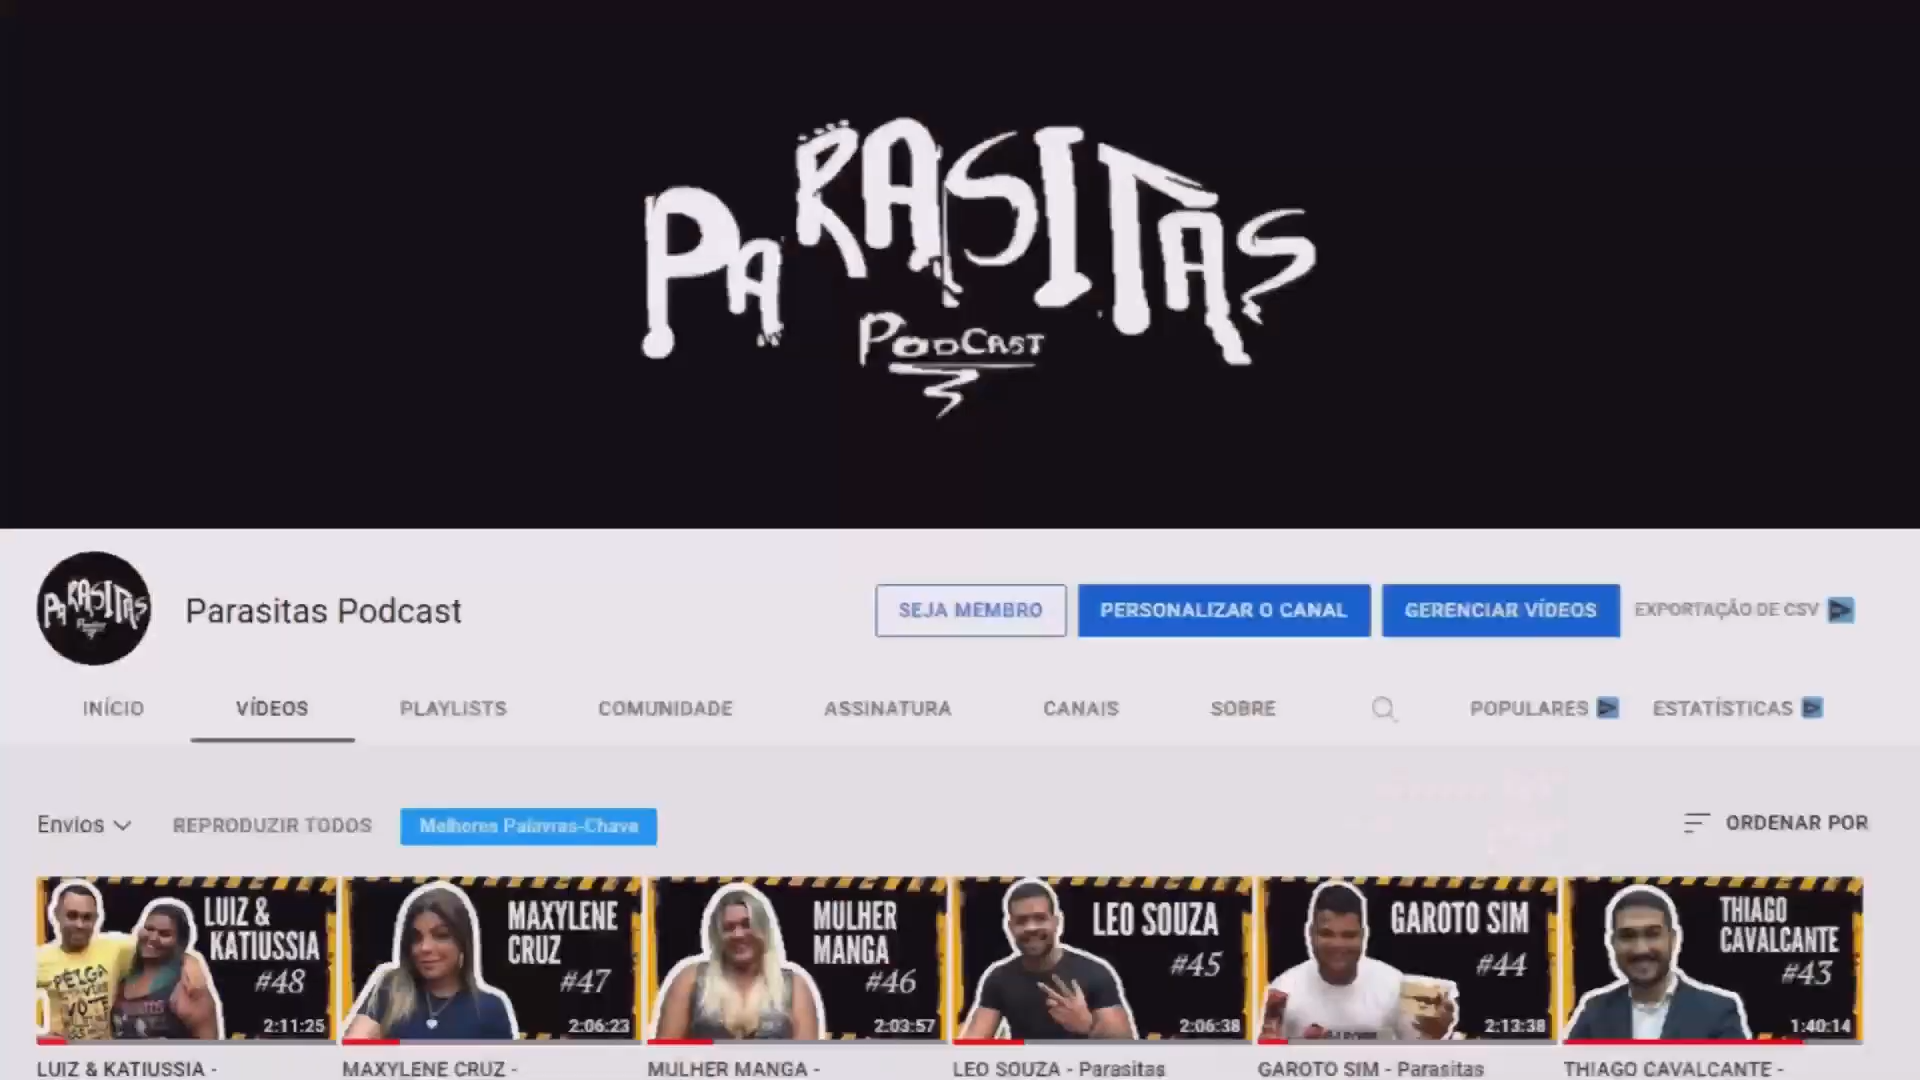 PARASITAS
PODCAST
PARASITAS
Parasitas Podcast
SEJA MEMBRO
PERSONALIZAR O CANAL
GERENCIAR VÍDEOS
EXPORTAÇÃO DE CSV
INÍCIO
VÍDEOS
PLAYLISTS
COMUNIDADE
ASSINATURA
CANAIS
SOBRE
POPULARES
ESTATÍSTICAS
Envios
REPRODUZIR TODOS
Melhores Palavras-Chave
ORDENAR POR
LUIZ &
KATIUSSIA
#48
2:11:25
MAXYLENE
CRUZ
#47
2:06:23
MULHER
MANGA
#46
2:03:57
LEO SOUZA
#45
2:06:38
GAROTO SIM
#44
2:13:38
THIAGO
CAVALCANTE
#43
1:40:14
LUIZ & KATIUSSIA -
MAXYLENE CRUZ -
MULHER MANGA -
LEO SOUZA - Parasitas
GAROTO SIM - Parasitas
THIAGO CAVALCANTE -